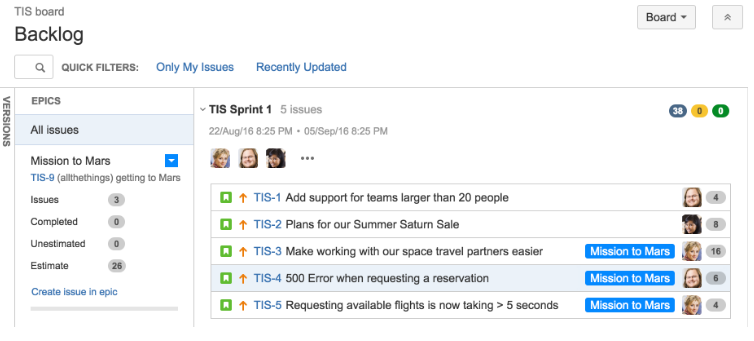 TIS board
Backlog
Board
QUICK FILTERS: Only My Issues Recently Updated
VERSIONS
EPICS
All issues
Mission to Mars
TIS-9 (allthethings) getting to Mars
Issues 3
Completed 0
Unestimated 0
Estimate 26
Create issue in epic
TIS Sprint 1 5 issues 38 0 0
22/Aug/16 8:25 PM • 05/Sep/16 8:25 PM
•••
TIS-1 Add support for teams larger than 20 people 4
TIS-2 Plans for our Summer Saturn Sale 8
TIS-3 Make working with our space travel partners easier Mission to Mars 16
TIS-4 500 Error when requesting a reservation Mission to Mars 6
TIS-5 Requesting available flights is now taking > 5 seconds Mission to Mars 4